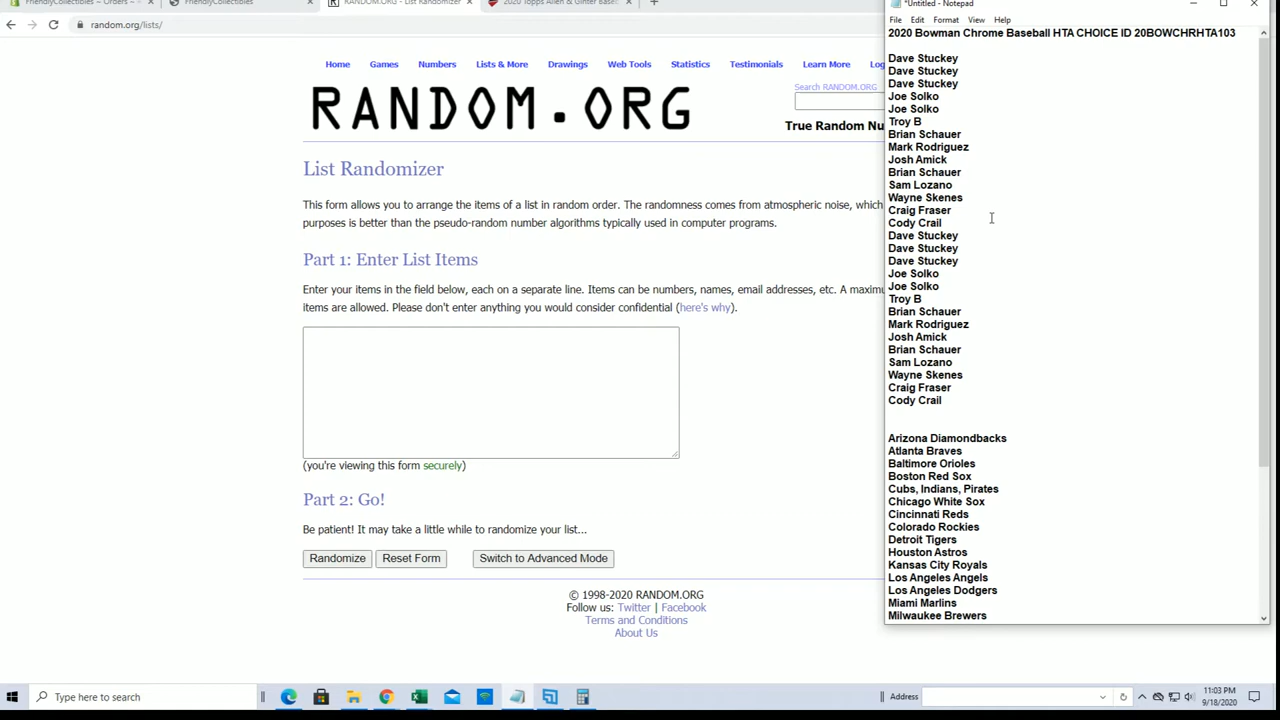 FriendlyCollectibles – Orders –
FriendlyCollectibles
RANDOM.ORG - List Randomizer
2020 Topps Allen & Ginter Baseb
random.org/lists/
Home Games Numbers Lists & More Drawings Web Tools Statistics Testimonials Learn More
Search RANDOM.ORG
RANDOM.ORG
True Random Nu
List Randomizer
This form allows you to arrange the items of a list in random order. The randomness comes from atmospheric noise, which
purposes is better than the pseudo-random number algorithms typically used in computer programs.
Part 1: Enter List Items
Enter your items in the field below, each on a separate line. Items can be numbers, names, email addresses, etc. A maximu
items are allowed. Please don't enter anything you would consider confidential (here's why).
(you're viewing this form securely)
Part 2: Go!
Be patient! It may take a little while to randomize your list...
Randomize Reset Form Switch to Advanced Mode
© 1998-2020 RANDOM.ORG
Follow us: Twitter | Facebook
Terms and Conditions
About Us
*Untitled - Notepad
File Edit Format View Help
2020 Bowman Chrome Baseball HTA CHOICE ID 20BOWCHRHTA103
Dave Stuckey
Dave Stuckey
Dave Stuckey
Joe Solko
Joe Solko
Troy B
Brian Schauer
Mark Rodriguez
Josh Amick
Brian Schauer
Sam Lozano
Wayne Skenes
Craig Fraser
Cody Crail
Dave Stuckey
Dave Stuckey
Dave Stuckey
Joe Solko
Joe Solko
Troy B
Brian Schauer
Mark Rodriguez
Josh Amick
Brian Schauer
Sam Lozano
Wayne Skenes
Craig Fraser
Cody Crail
Arizona Diamondbacks
Atlanta Braves
Baltimore Orioles
Boston Red Sox
Cubs, Indians, Pirates
Chicago White Sox
Cincinnati Reds
Colorado Rockies
Detroit Tigers
Houston Astros
Kansas City Royals
Los Angeles Angels
Los Angeles Dodgers
Miami Marlins
Milwaukee Brewers
Type here to search
Address
11:03 PM
9/18/2020